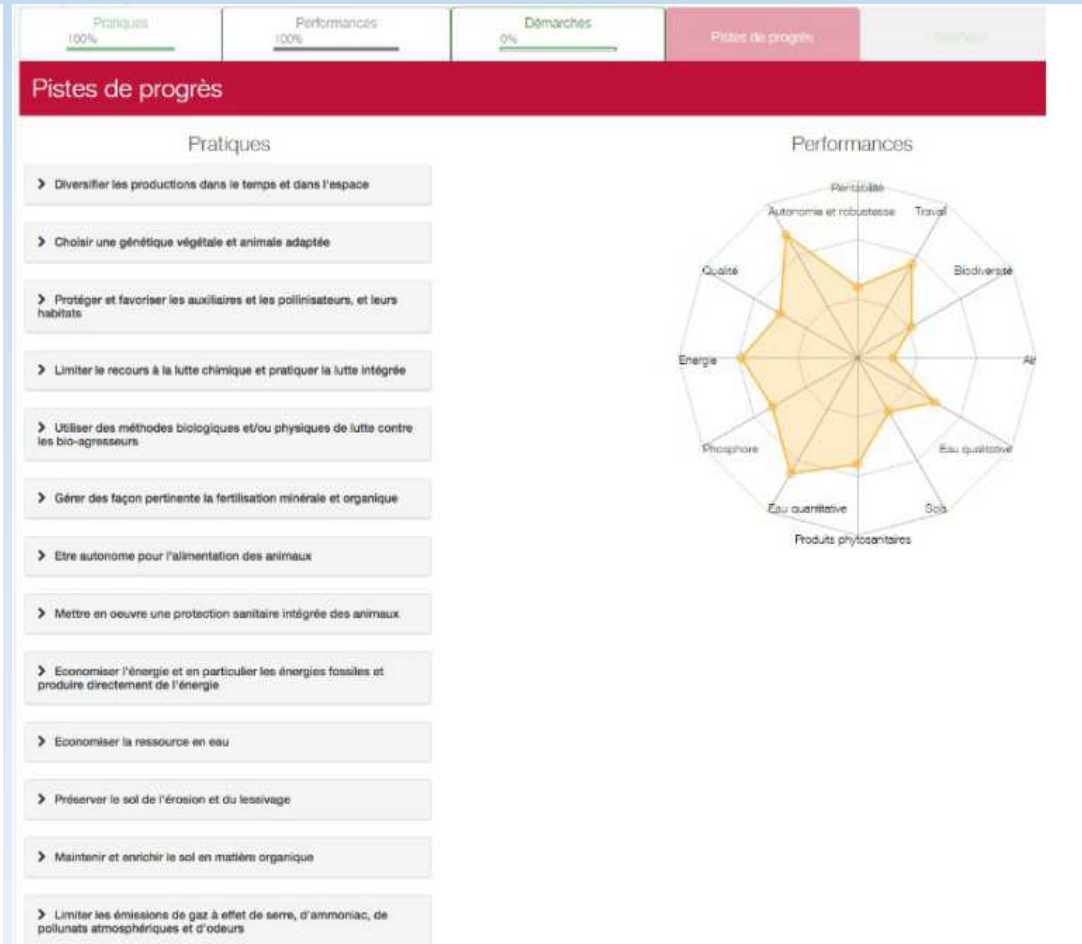 Pratiques
100%
Performances
100%
Démarches
0%
Pistes de progrès
Pistes de progrès
Pratiques
> Diversifier les productions dans le temps et dans l'espace
> Choisir une génétique végétale et animale adaptée
> Protéger et favoriser les auxiliaires et les pollinisateurs, et leurs
habitats
> Limiter le recours à la lutte chimique et pratiquer la lutte intégrée
> Utiliser des méthodes biologiques et/ou physiques de lutte contre
les bio-agresseurs
> Gérer des façon pertinente la fertilisation minérale et organique
> Etre autonome pour l'alimentation des animaux
> Mettre en oeuvre une protection sanitaire intégrée des animaux
> Economiser l'énergie et en particulier les énergies fossiles et
produire directement de l'énergie
> Economiser la ressource en eau
> Préserver le sol de l'érosion et du lessivage
> Maintenir et enrichir le sol en matière organique
> Limiter les émissions de gaz à effet de serre, d'ammoniac, de
pollunats atmosphériques et d'odeurs
Performances
Rentabilité
Autonomie et robustesse
Travail
Qualité
Biodiversité
Energie
Air
Phosphore
Eau qualitative
Eau quantitative
Sols
Produits phytosanitaires